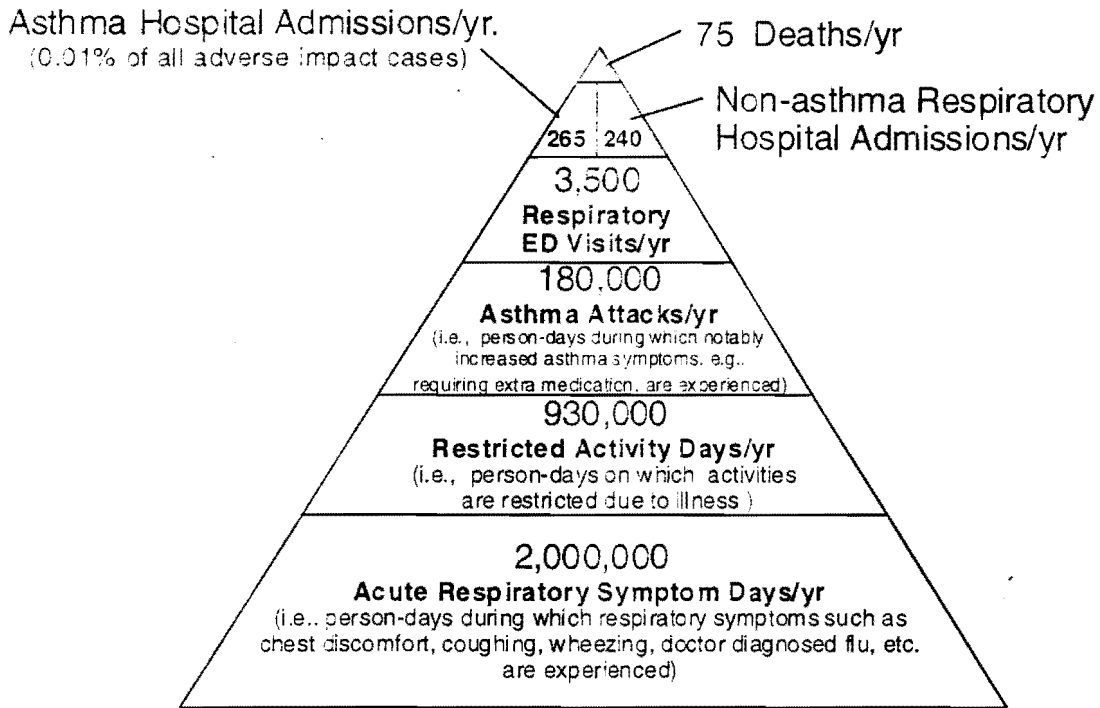 Asthma Hospital Admissions/yr.
(0.01% of all adverse impact cases)
75 Deaths/yr
Non-asthma Respiratory
Hospital Admissions/yr
265 240
3,500
Respiratory
ED Visits/yr
180,000
Asthma Attacks/yr
(i.e., person-days during which notably
increased asthma symptoms, e.g.,
requiring extra medication, are experienced)
930,000
Restricted Activity Days/yr
(i.e., person-days on which activities
are restricted due to illness )
2,000,000
Acute Respiratory Symptom Days/yr
(i.e., person-days during which respiratory symptoms such as
chest discomfort, coughing, wheezing, doctor diagnosed flu, etc.
are experienced)